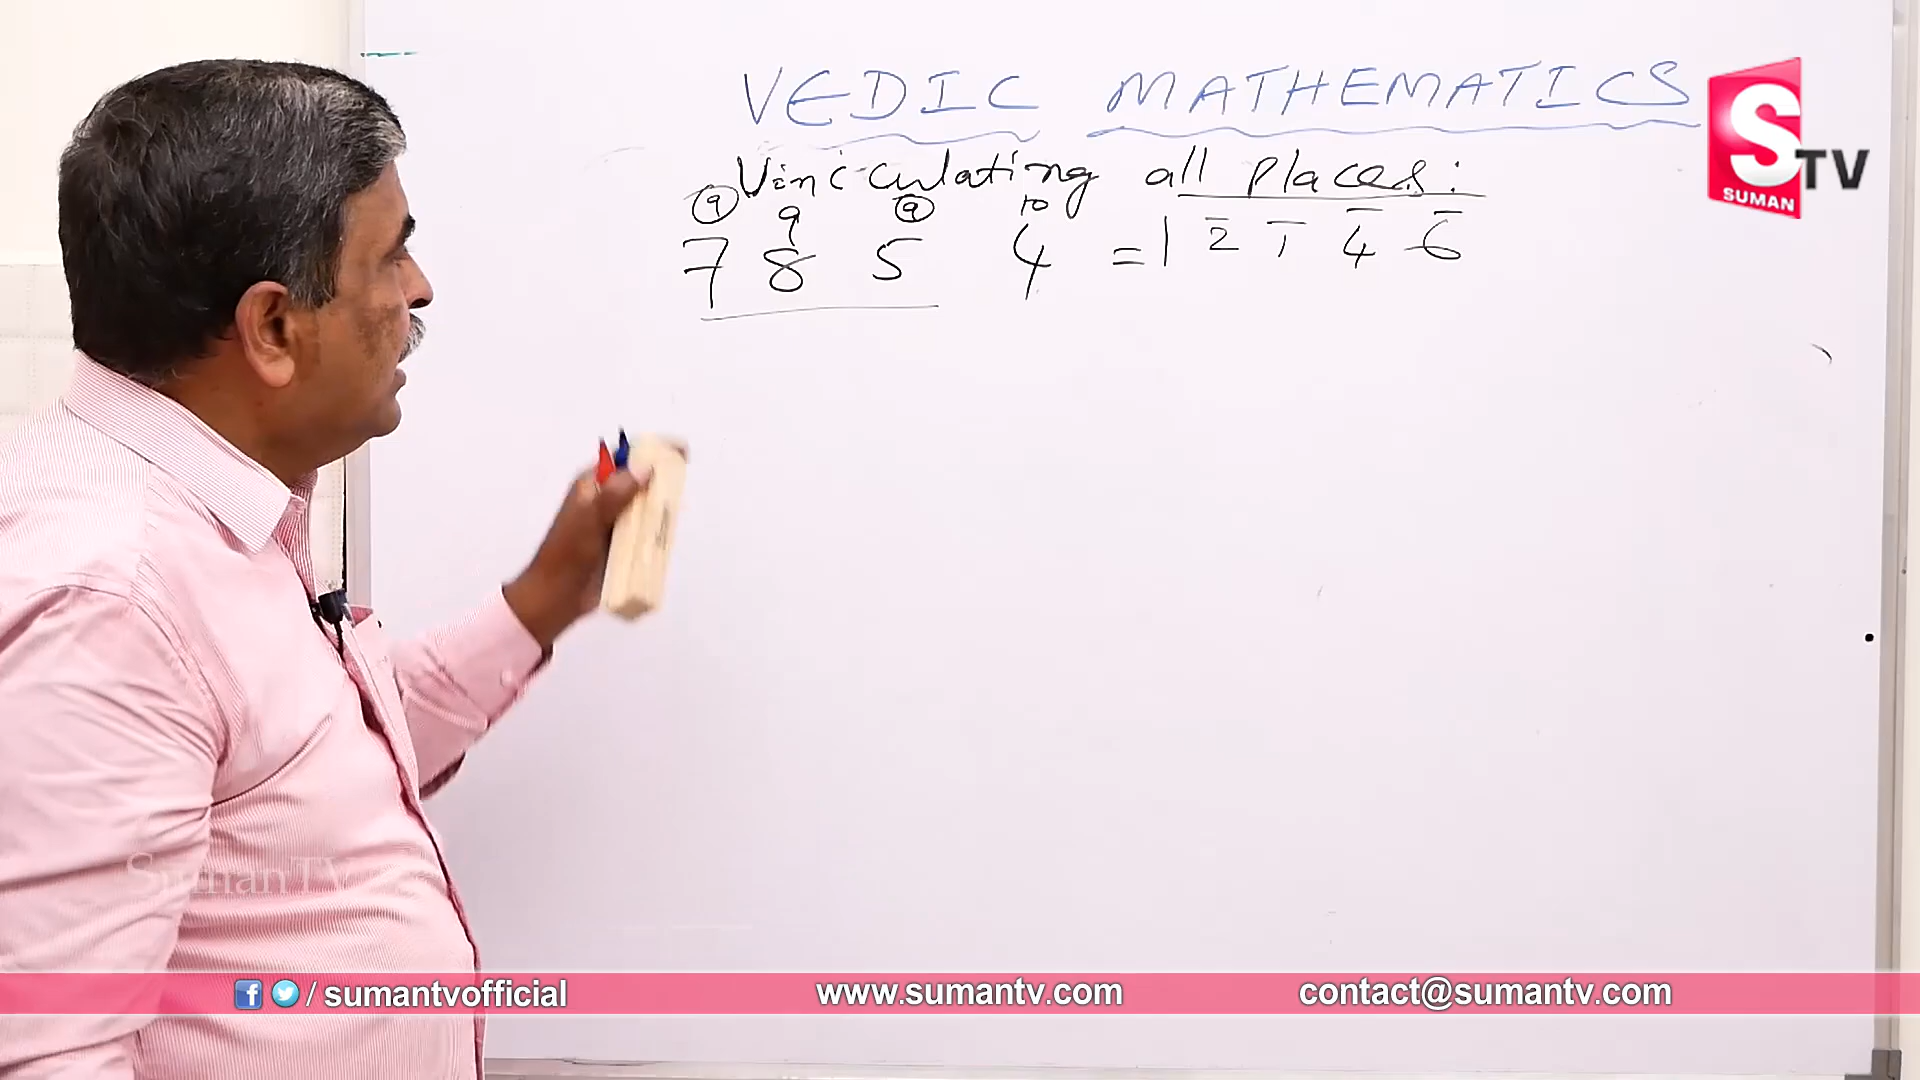 VEDIC MATHEMATICS
S TV
SUMAN
Vinculating all places:
9 9 9 10
7 8 5 4 = 1 2̅ 1̅ 4̅ 6̅
SumanTV
/ sumantvofficial www.sumantv.com contact@sumantv.com